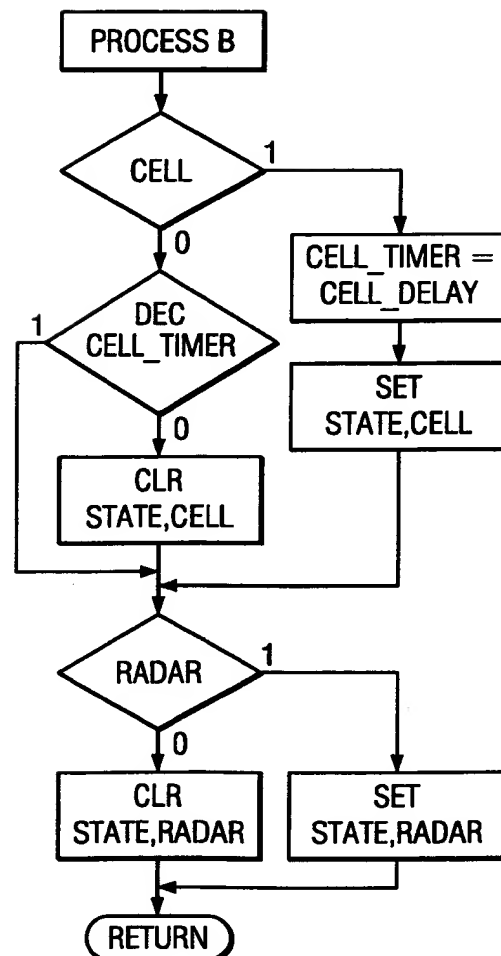 PROCESS B
CELL
1
0
CELL_TIMER =
CELL_DELAY
1
DEC
CELL_TIMER
0
SET
STATE,CELL
CLR
STATE,CELL
RADAR
1
0
CLR
STATE,RADAR
SET
STATE,RADAR
RETURN